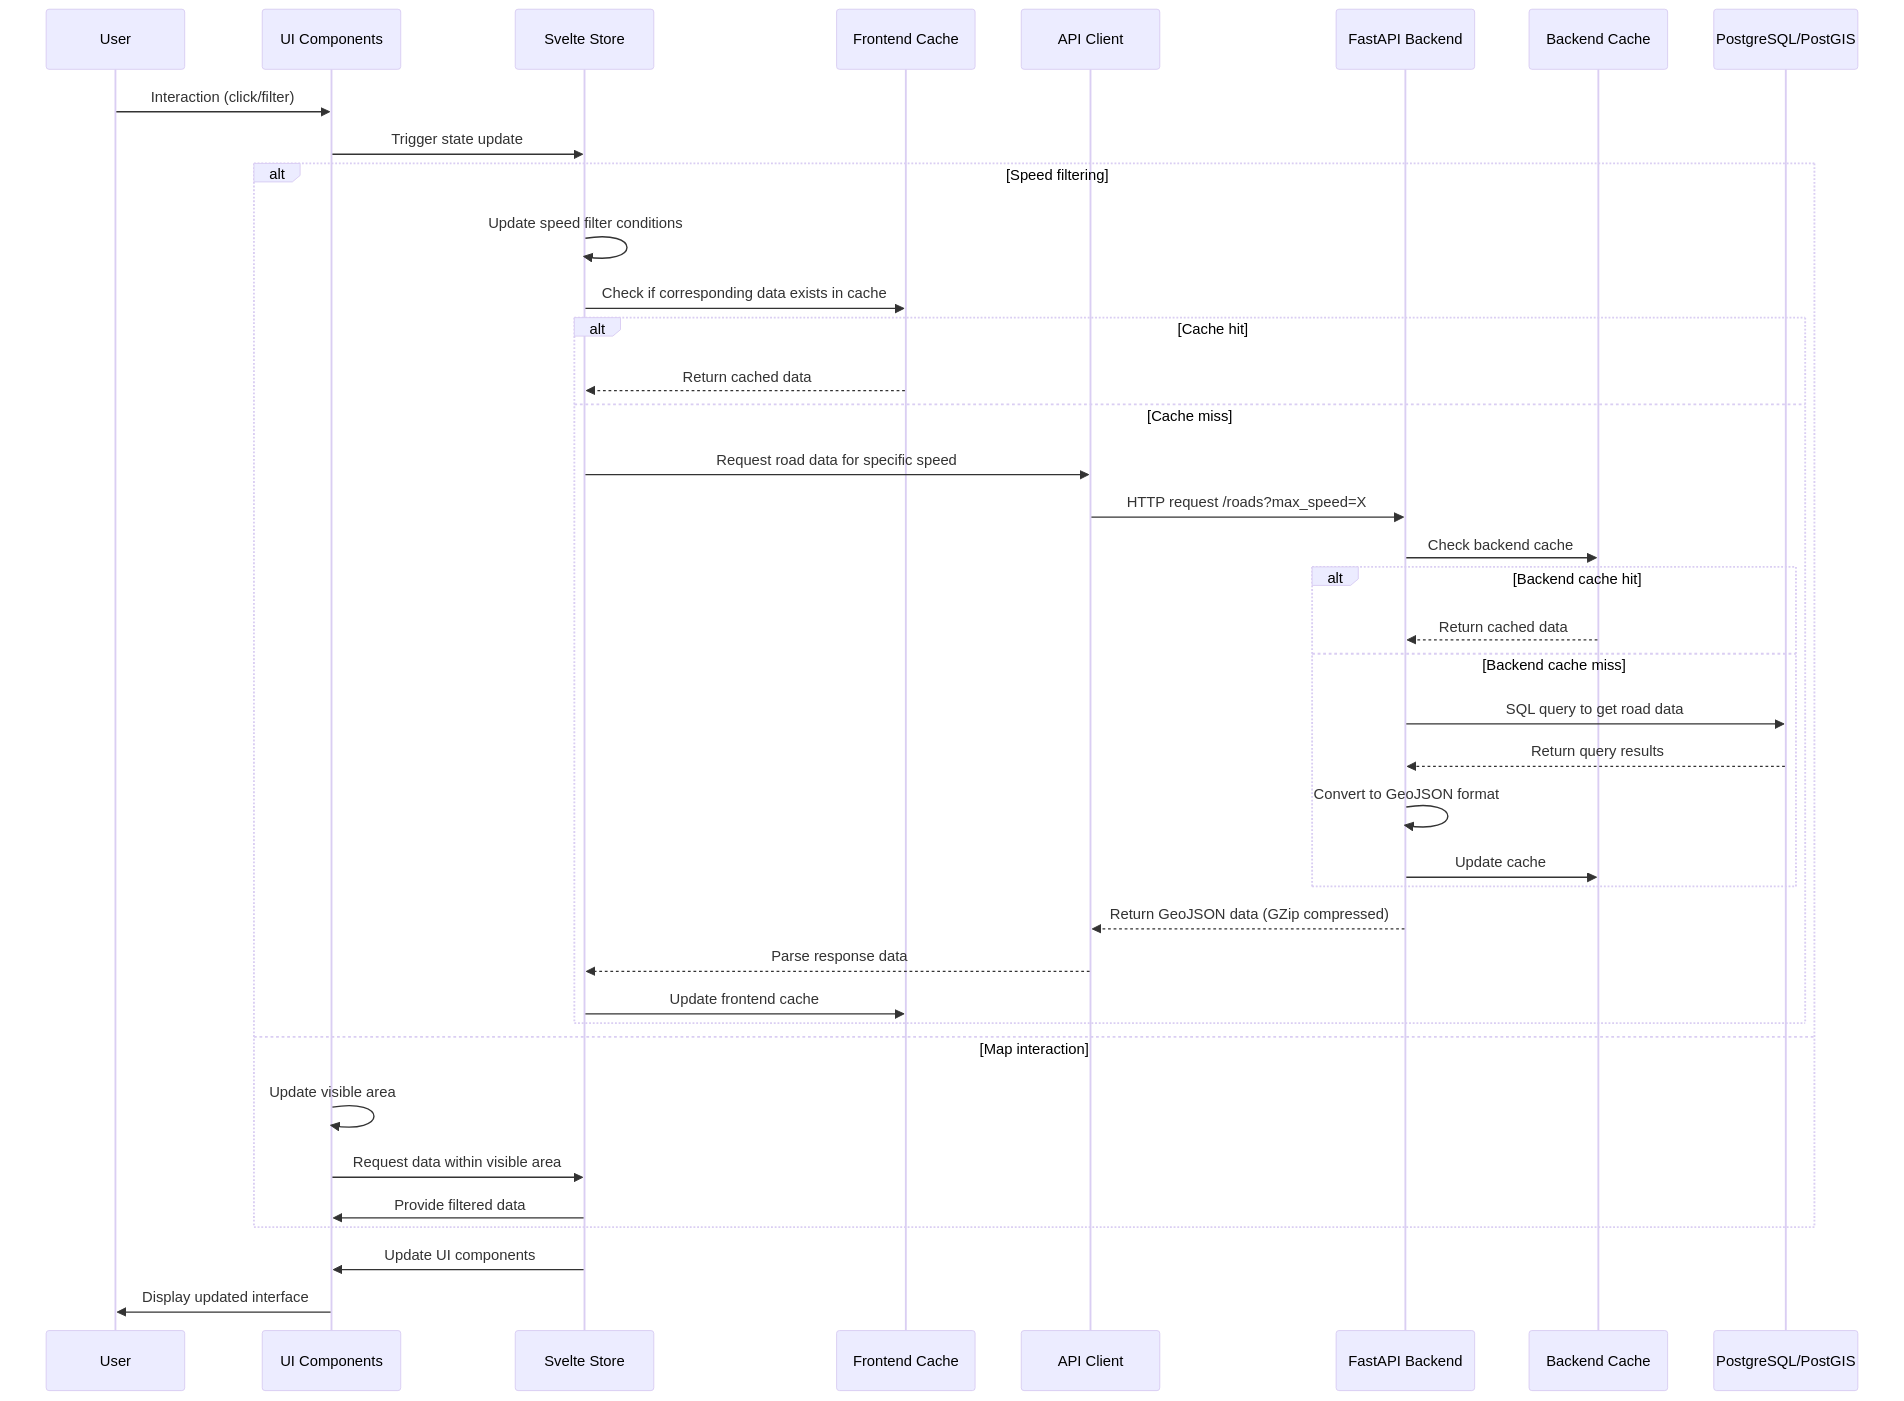 User
UI Components
Svelte Store
Frontend Cache
API Client
FastAPI Backend
Backend Cache
PostgreSQL/PostGIS
Interaction (click/filter)
Trigger state update
alt
[Speed filtering]
Update speed filter conditions
Check if corresponding data exists in cache
alt
[Cache hit]
Return cached data
[Cache miss]
Request road data for specific speed
HTTP request /roads?max_speed=X
Check backend cache
alt
[Backend cache hit]
Return cached data
[Backend cache miss]
SQL query to get road data
Return query results
Convert to GeoJSON format
Update cache
Return GeoJSON data (GZip compressed)
Parse response data
Update frontend cache
[Map interaction]
Update visible area
Request data within visible area
Provide filtered data
Update UI components
Display updated interface
User
UI Components
Svelte Store
Frontend Cache
API Client
FastAPI Backend
Backend Cache
PostgreSQL/PostGIS